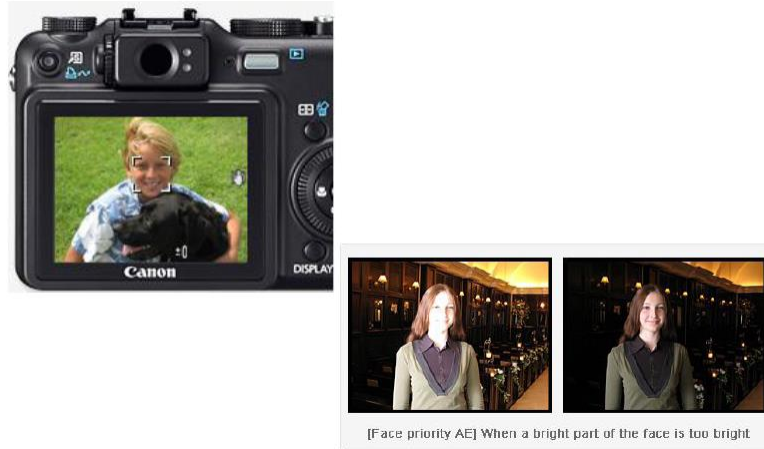 ±0
Canon
DISPLAY
[Face priority AE] When a bright part of the face is too bright